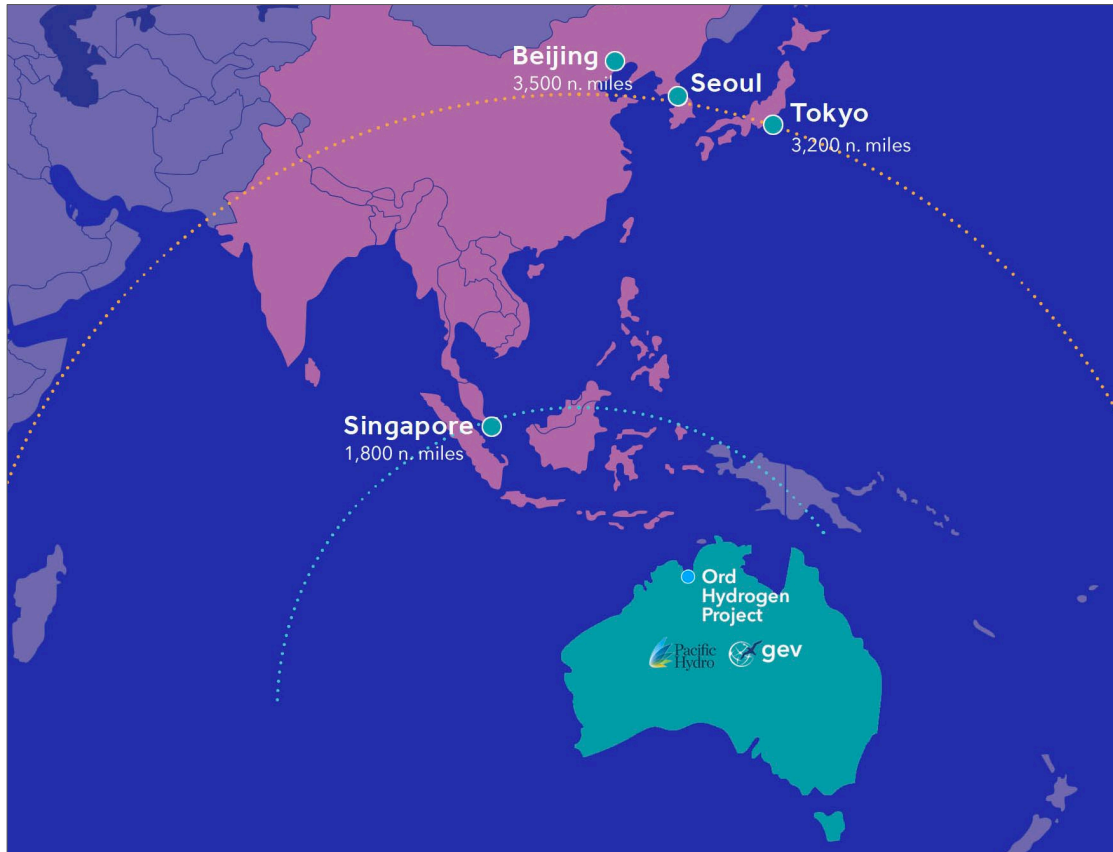 Beijing
3,500 n. miles
Seoul
Tokyo
3,200 n. miles
Singapore
1,800 n. miles
Ord
Hydrogen
Project
Pacific
Hydro
gev